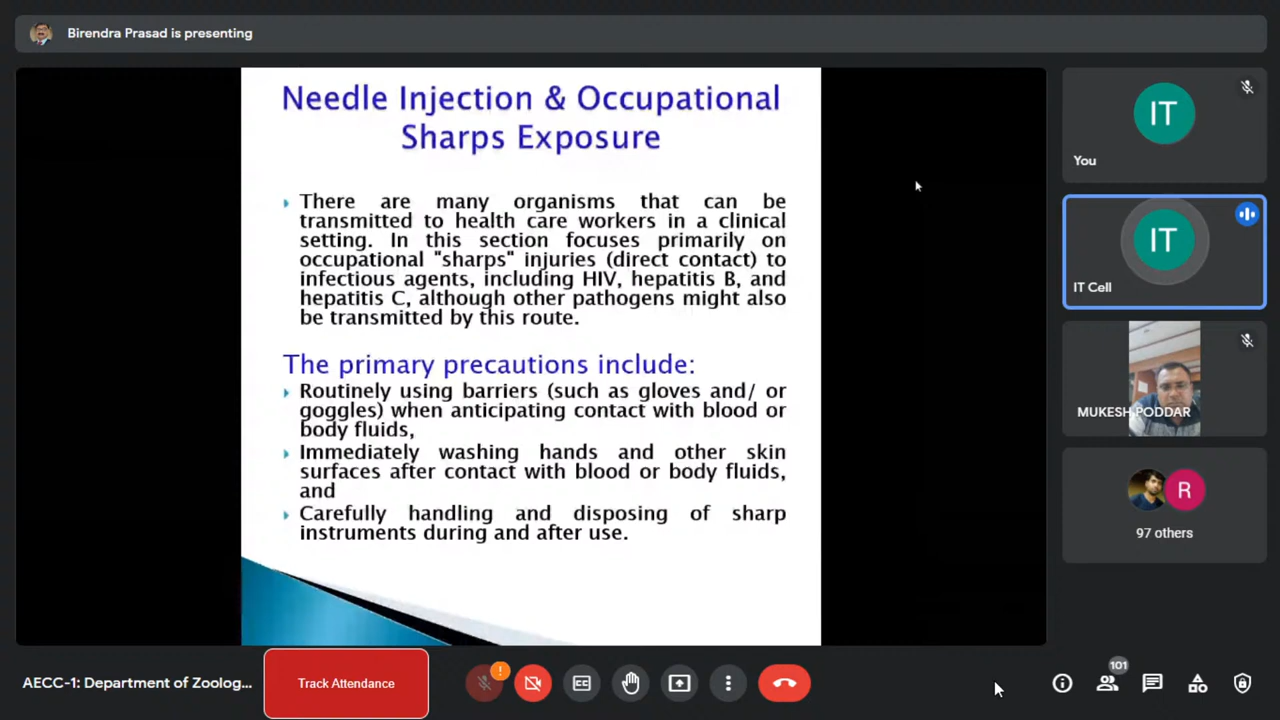 Birendra Prasad is presenting
Needle Injection & Occupational
Sharps Exposure
There are many organisms that can be
transmitted to health care workers in a clinical
setting. In this section focuses primarily on
occupational "sharps" injuries (direct contact) to
infectious agents, including HIV, hepatitis B, and
hepatitis C, although other pathogens might also
be transmitted by this route.
The primary precautions include:
Routinely using barriers (such as gloves and/ or
goggles) when anticipating contact with blood or
body fluids,
Immediately washing hands and other skin
surfaces after contact with blood or body fluids,
and
Carefully handling and disposing of sharp
instruments during and after use.
IT
You
IT
IT Cell
MUKESH PODDAR
R
97 others
AECC-1: Department of Zoolog...
Track Attendance
!
CC
101